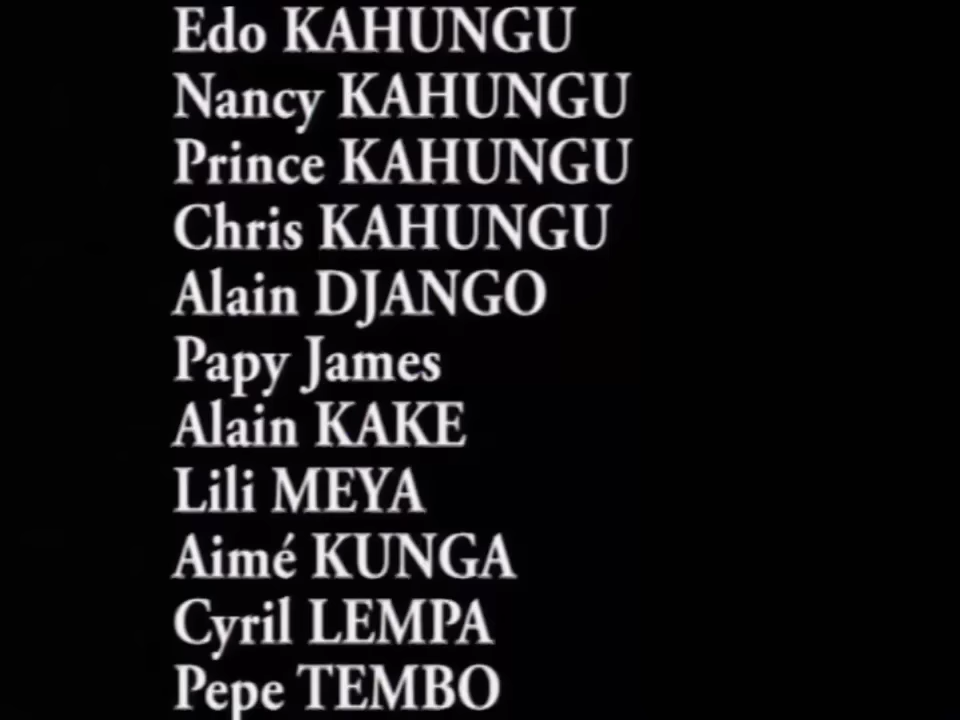 Edo KAHUNGU
Nancy KAHUNGU
Prince KAHUNGU
Chris KAHUNGU
Alain DJANGO
Papy James
Alain KAKE
Lili MEYA
Aimé KUNGA
Cyril LEMPA
Pepe TEMBO